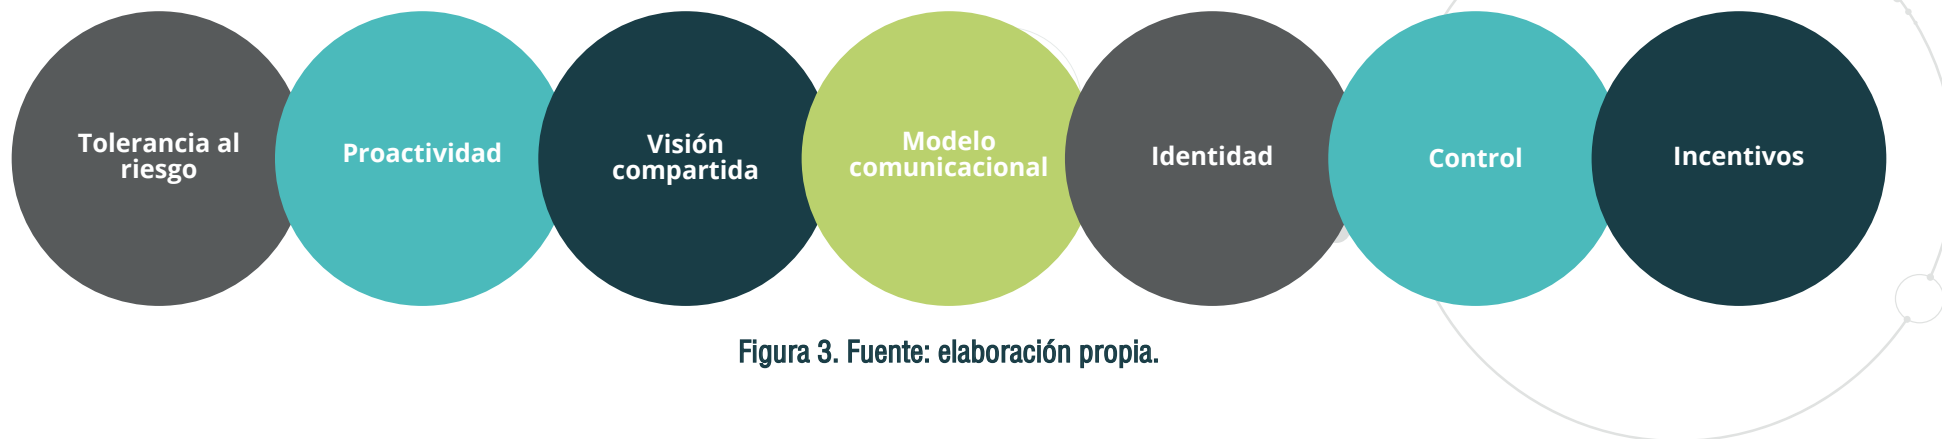 Tolerancia al
riesgo
Proactividad
Visión
compartida
Modelo
comunicacional
Identidad
Control
Incentivos
Figura 3. Fuente: elaboración propia.